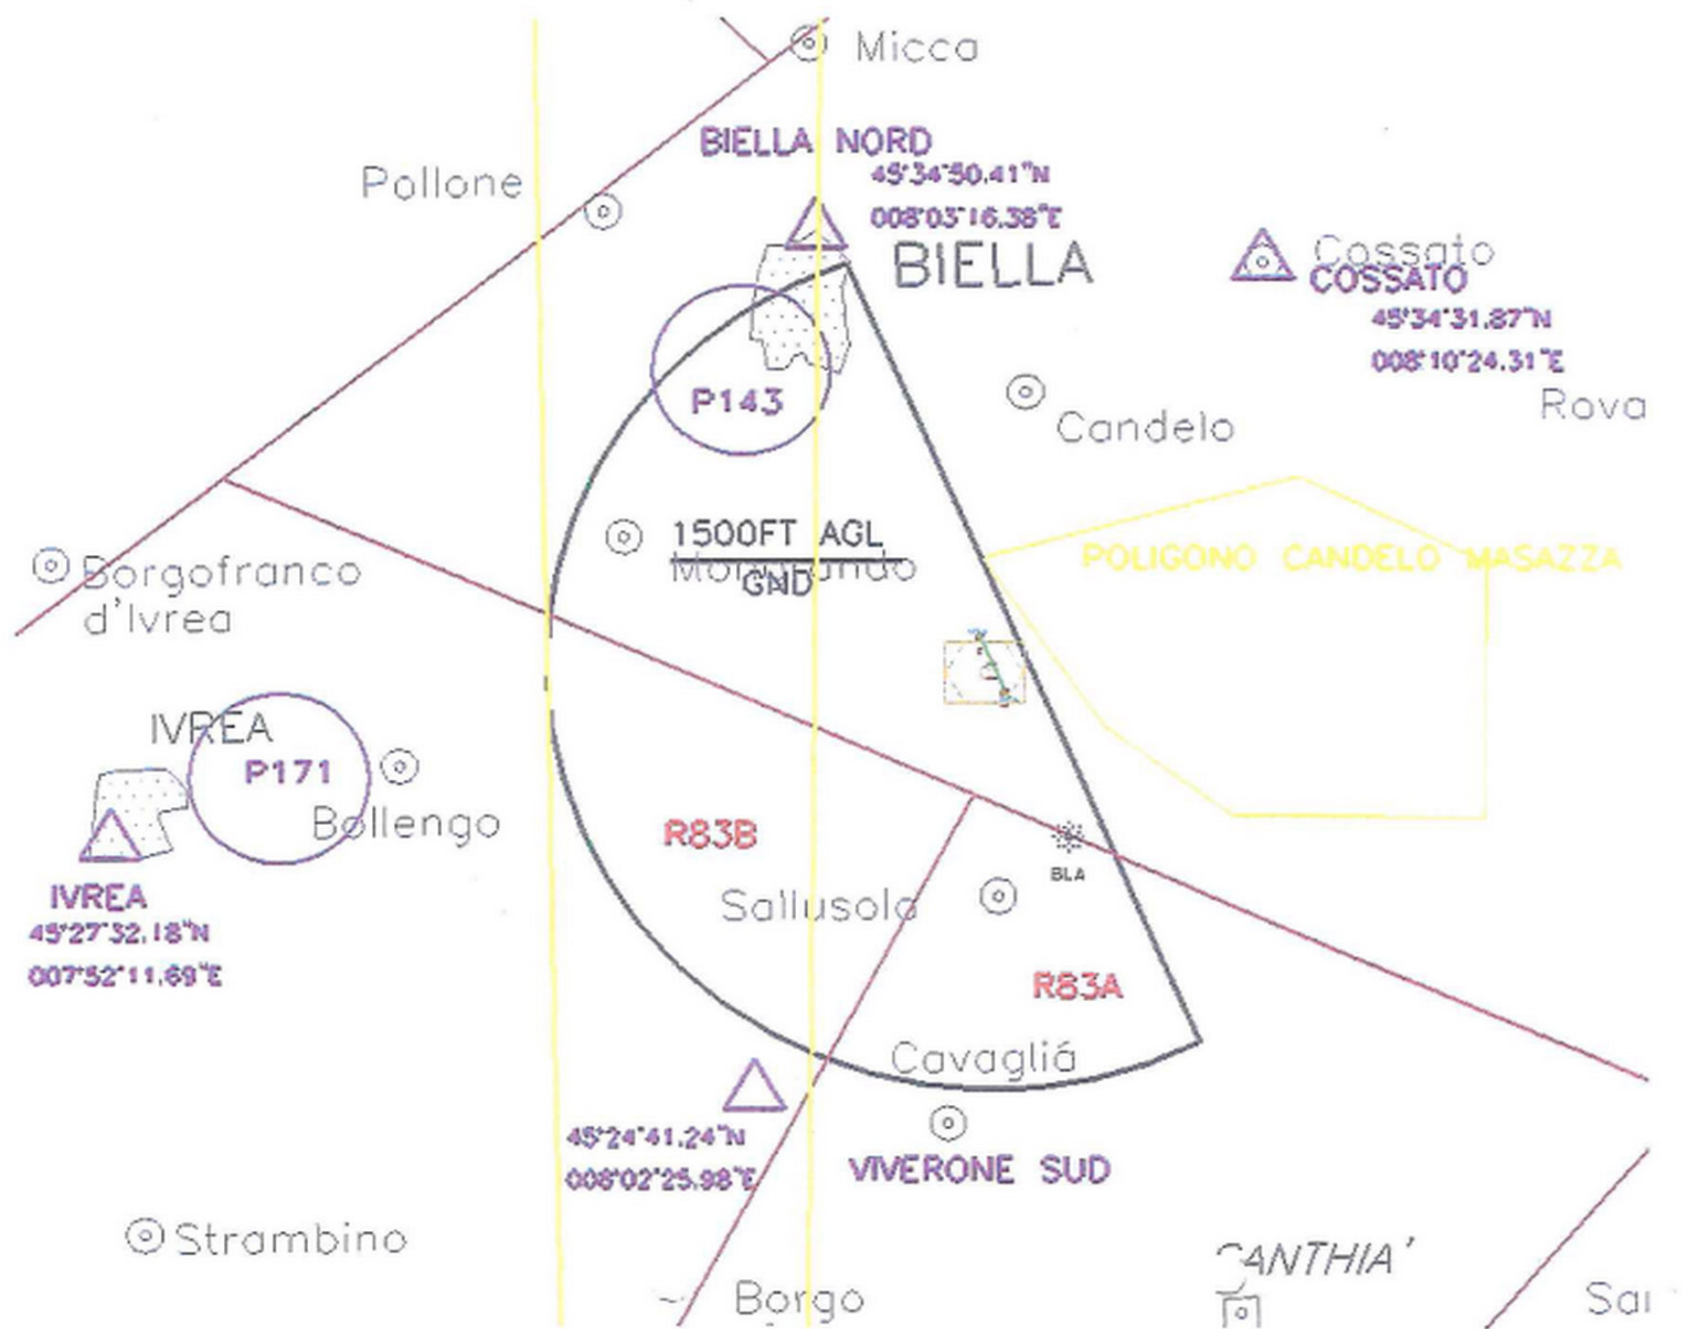 Micca
BIELLA NORD
45°34'50.41"N
008°03'16.38"E
Pollone
BIELLA
Cossato
COSSATO
45°34'31.87"N
008°10'24.31"E
P143
Rova
Candelo
1500FT AGL
GND
POLIGONO CANDELO MASAZZA
Borgofranco
d'Ivrea
IVREA
P171
Bollengo
R83B
BLA
IVREA
45°27'32.18"N
007°52'11.69"E
Sallusola
R83A
Cavagliá
45°24'41.24"N
008°02'25.98"E
VIVERONE SUD
Strambino
ANTHIA'
Borgo
Sai